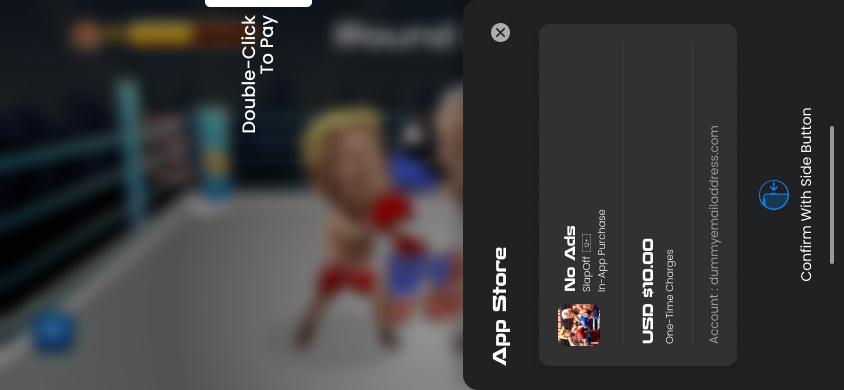 Double-Click
To Pay
App Store
No Ads
SlapOff 9+
In-App Purchase
USD $10.00
One-Time Charges
Account : dummyemailaddress.com
Confirm With Side Button